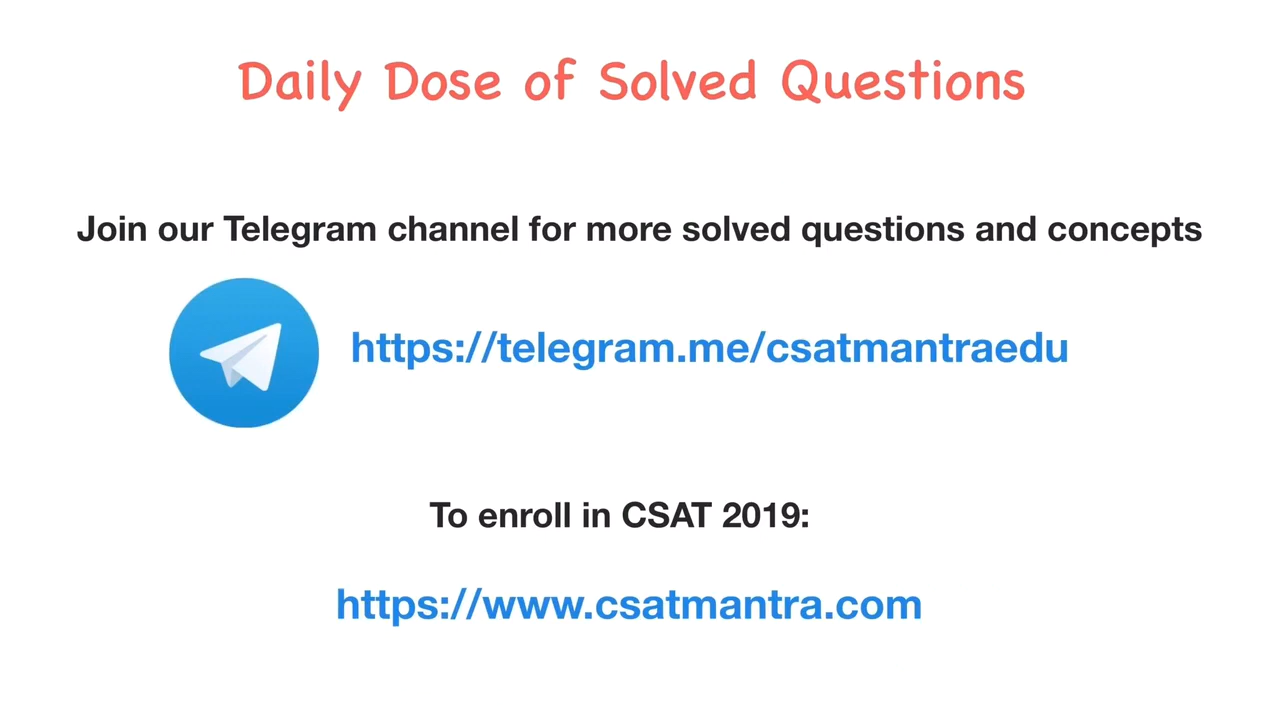 Daily Dose of Solved Questions
Join our Telegram channel for more solved questions and concepts
https://telegram.me/csatmantraedu
To enroll in CSAT 2019:
https://www.csatmantra.com